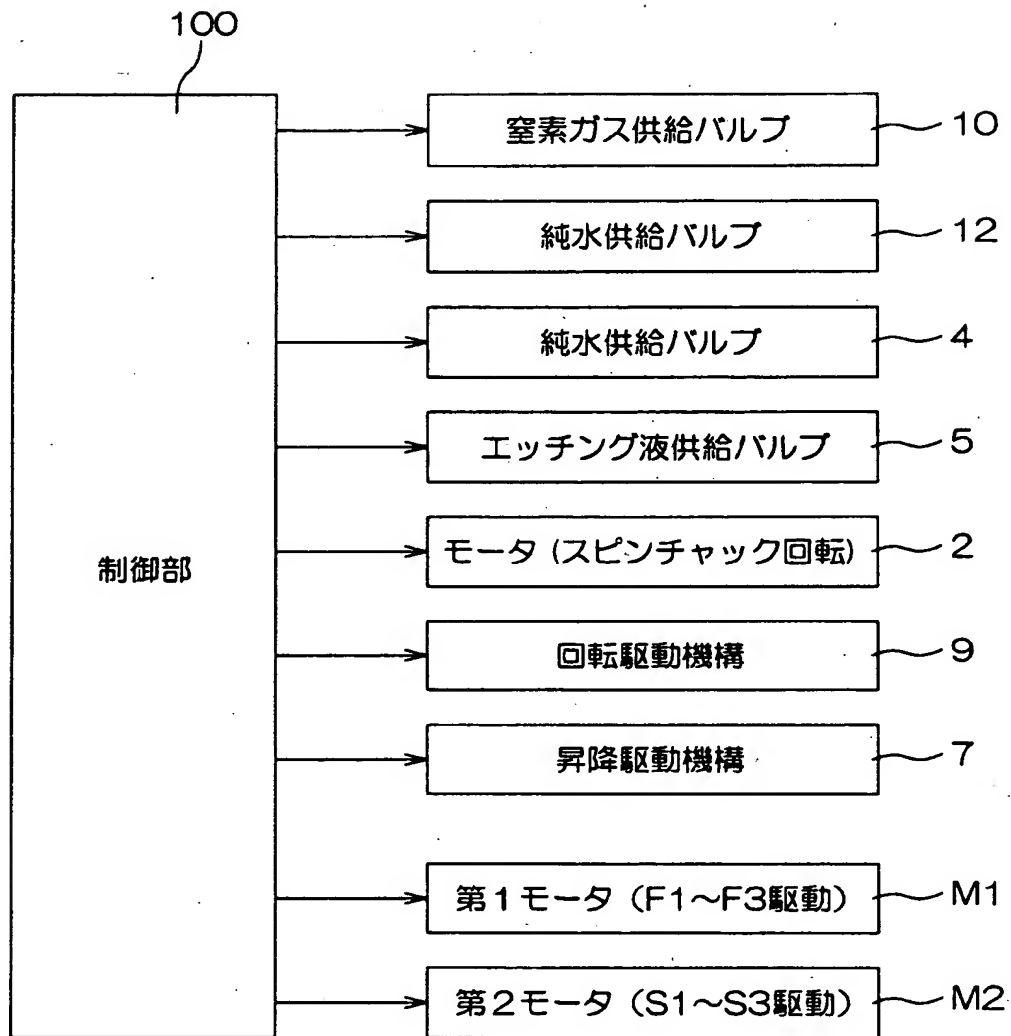 100
窒素ガス供給バルブ 10
純水供給バルブ 12
純水供給バルブ 4
エッチング液供給バルブ 5
制御部
モータ(スピンチャック回転) 2
回転駆動機構 9
昇降駆動機構 7
第1モータ(F1~F3駆動) M1
第2モータ(S1~S3駆動) M2